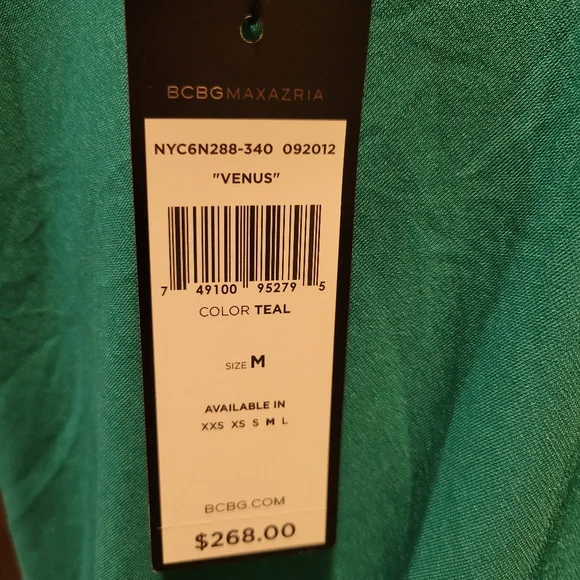 BCBGMAXAZRIA
NYC6N288-340 092012
"VENUS"
7 49100 95279 5
COLOR TEAL
SIZE M
AVAILABLE IN
XXS XS S M L
BCBG.COM
$268.00